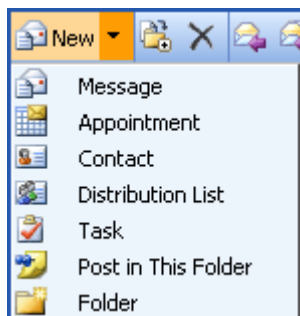 New
Message
Appointment
Contact
Distribution List
Task
Post in This Folder
Folder